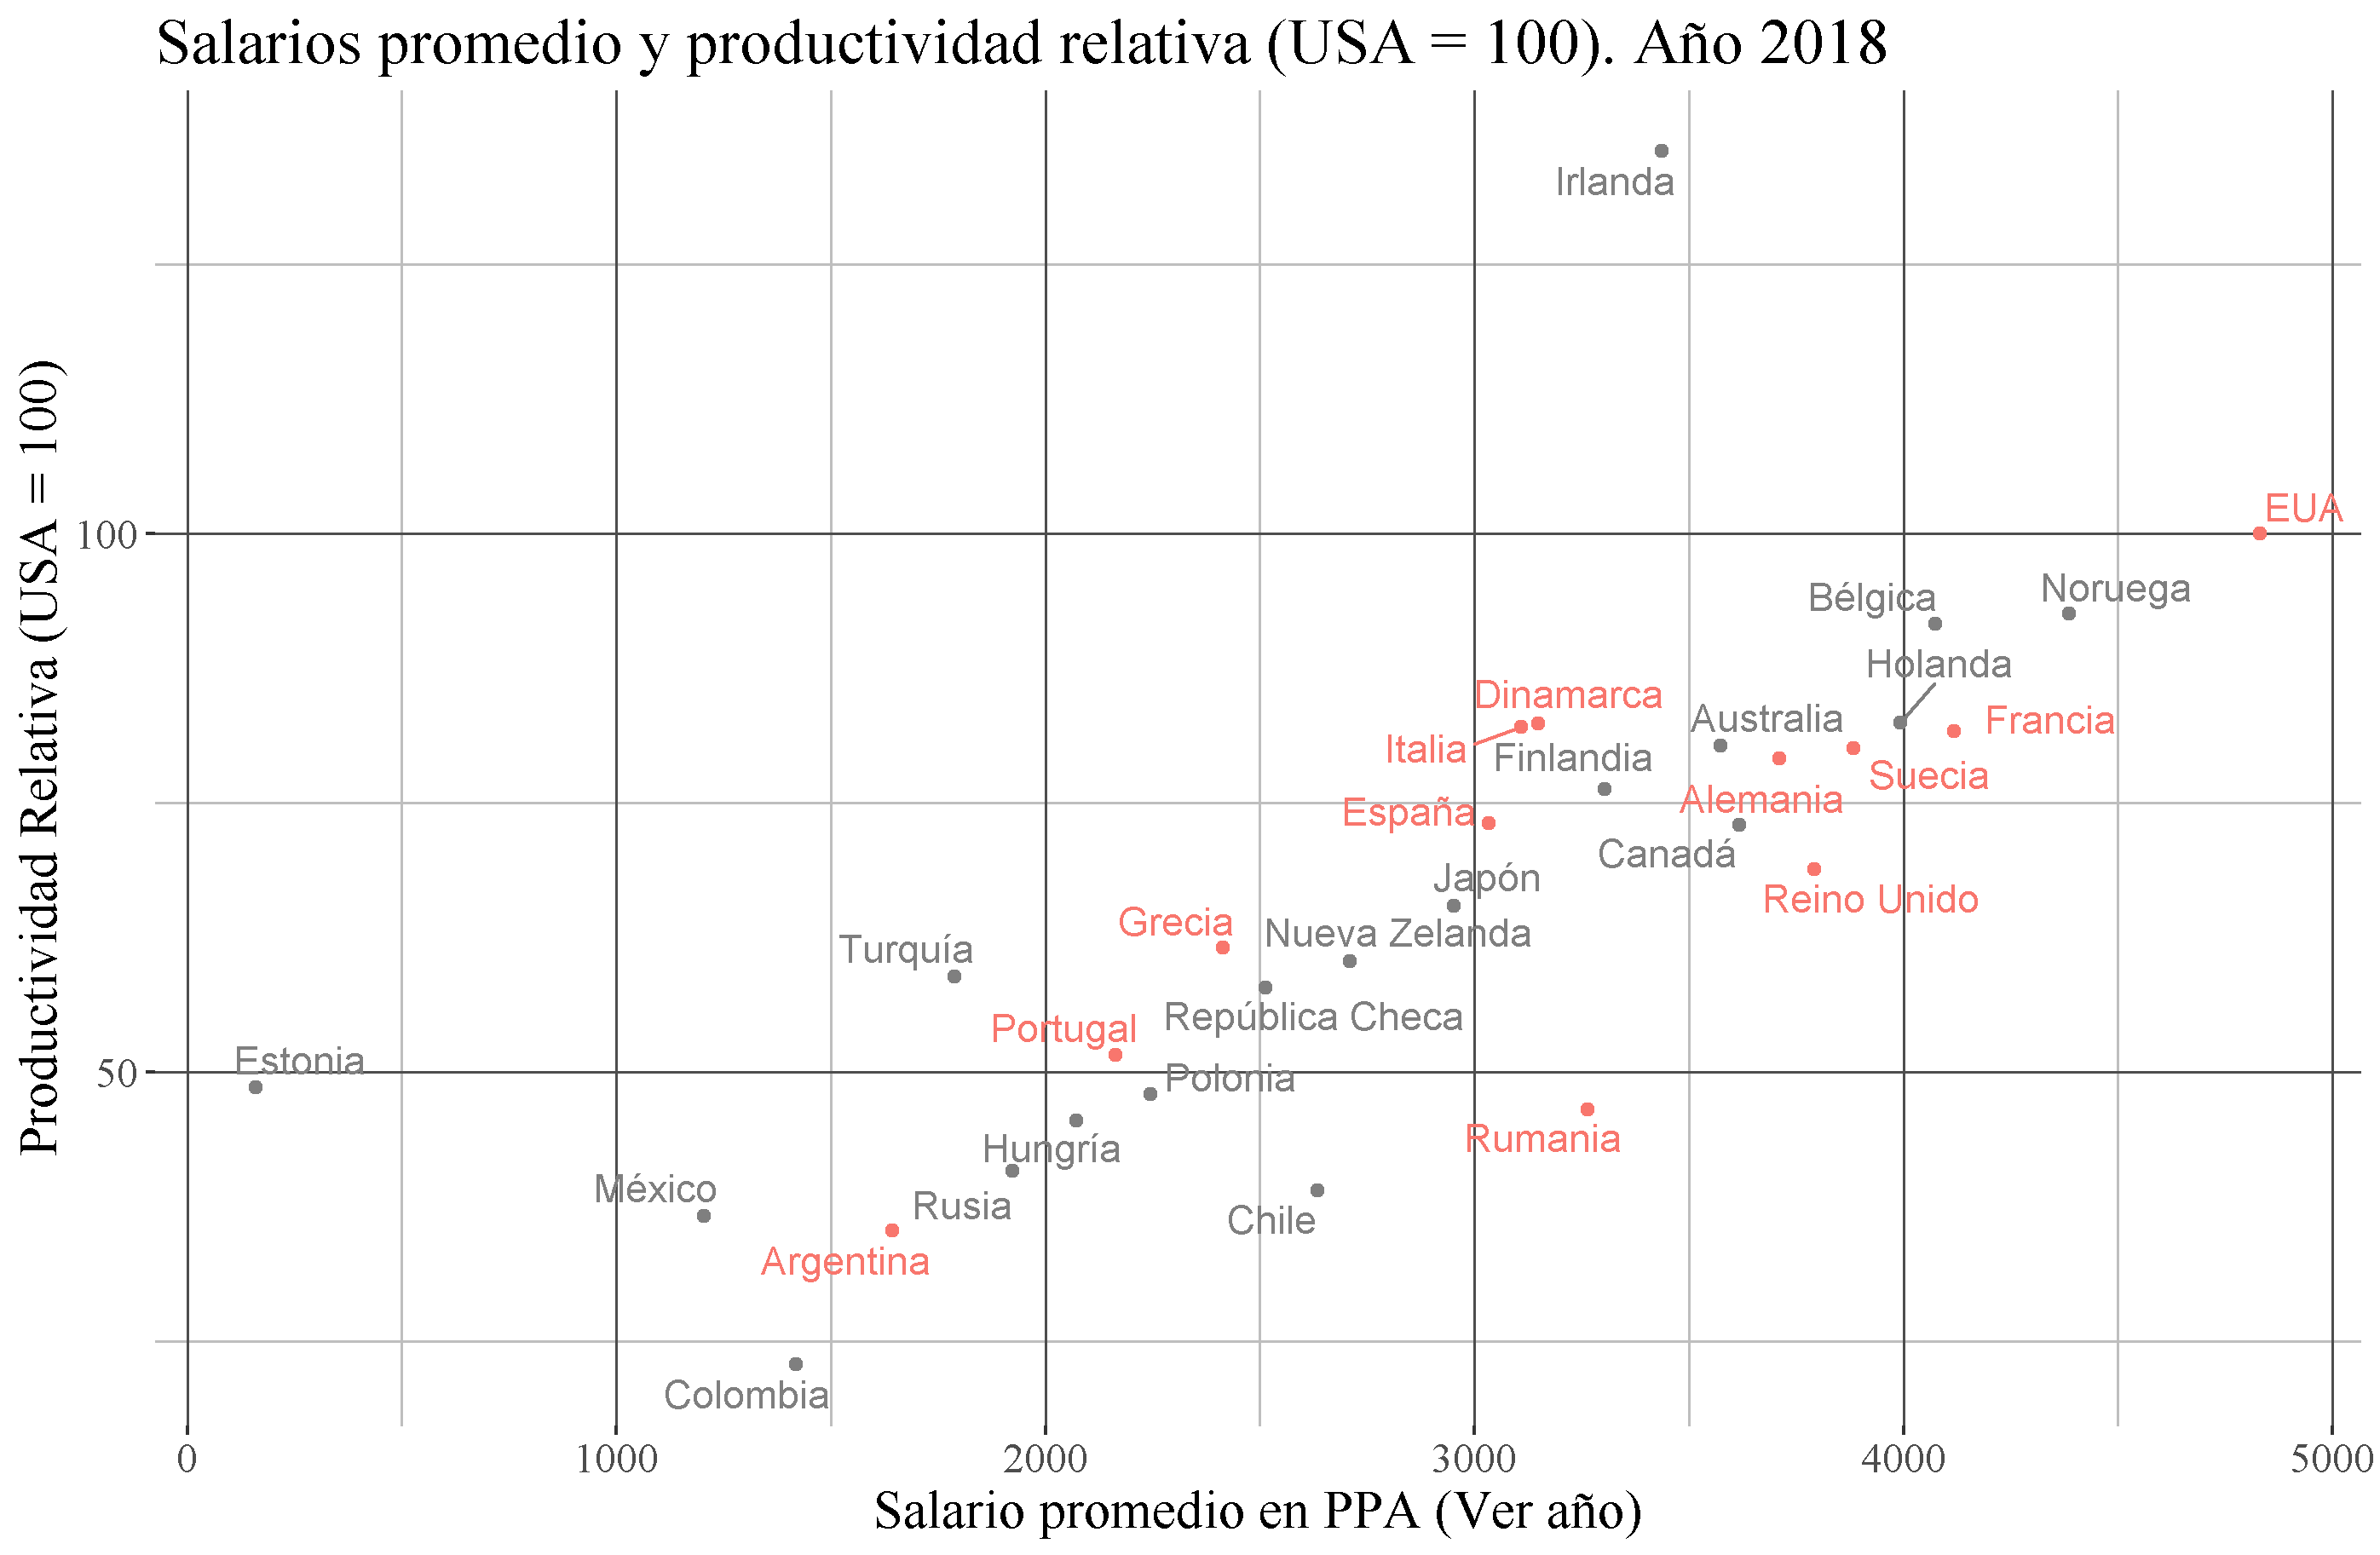 Salarios promedio y productividad relativa (USA = 100). Año 2018
Productividad Relativa (USA = 100)
100
50
Irlanda
EUA
Noruega
Bélgica
Holanda
Dinamarca
Australia
Francia
Italia
Finlandia
Suecia
Alemania
España
Canadá
Japón
Reino Unido
Grecia
Nueva Zelanda
Turquía
República Checa
Portugal
Estonia
Polonia
Rumania
Hungría
México
Rusia
Chile
Argentina
Colombia
0
1000
2000
3000
4000
5000
Salario promedio en PPA (Ver año)